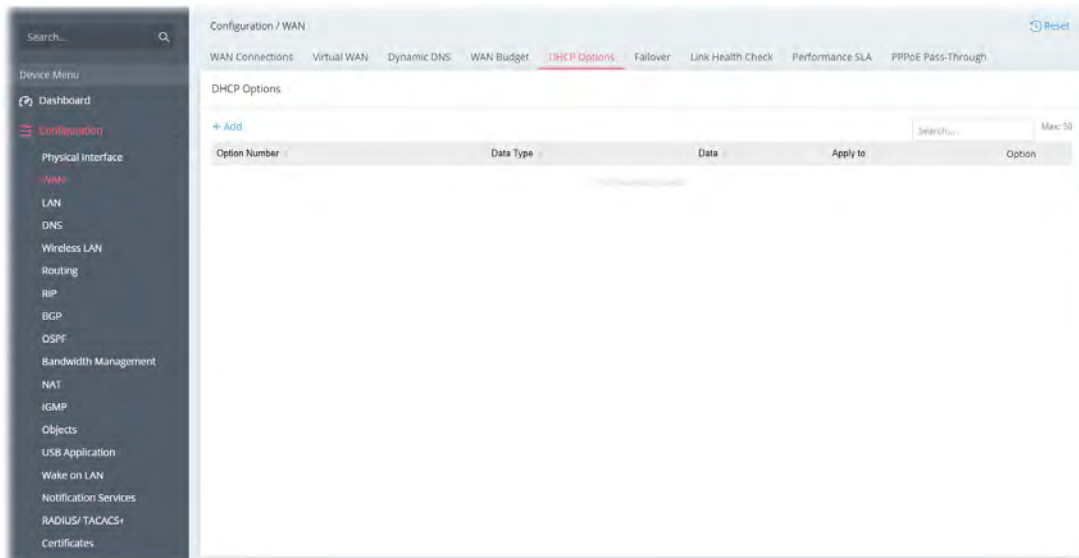 Search...
Device Menu
Dashboard
Configuration
Physical Interface
WAN
LAN
DNS
Wireless LAN
Routing
RIP
BGP
OSPF
Bandwidth Management
NAT
IGMP
Objects
USB Application
Wake on LAN
Notification Services
RADIUS/ TACACS+
Certificates
Configuration / WAN
Reset
WAN Connections Virtual WAN Dynamic DNS WAN Budget DHCP Options Failover Link Health Check Performance SLA PPPoE Pass-Through
DHCP Options
+ Add
Search...
Max: 50
Option Number Data Type Data Apply to Option